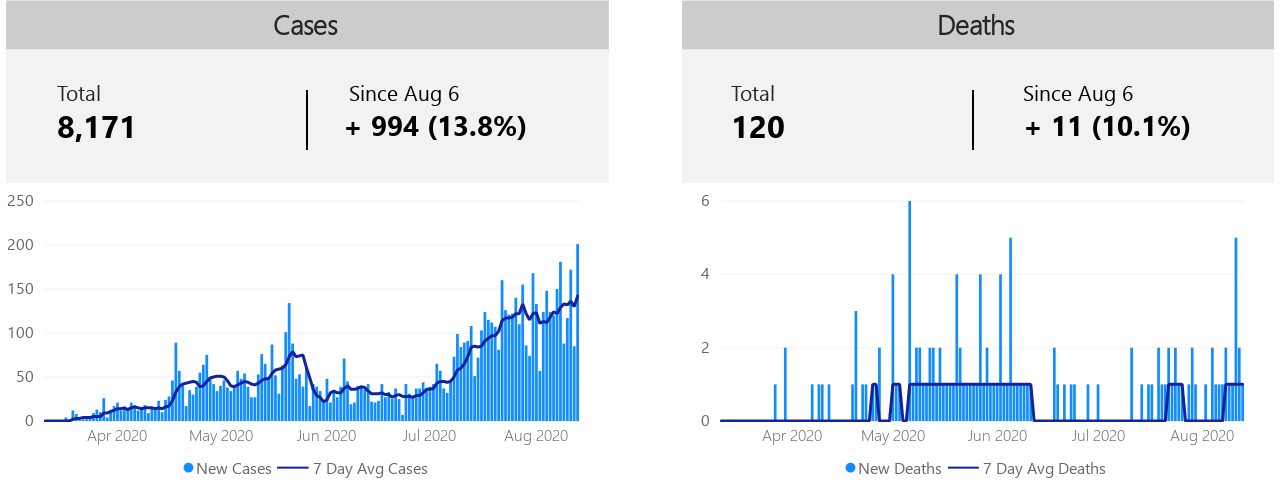 Cases
Total
8,171
Since Aug 6
+ 994 (13.8%)
250
200
150
100
50
0
Apr 2020 May 2020 Jun 2020 Jul 2020 Aug 2020
New Cases 7 Day Avg Cases
Deaths
Total
120
Since Aug 6
+ 11 (10.1%)
6
4
2
0
Apr 2020 May 2020 Jun 2020 Jul 2020 Aug 2020
New Deaths 7 Day Avg Deaths